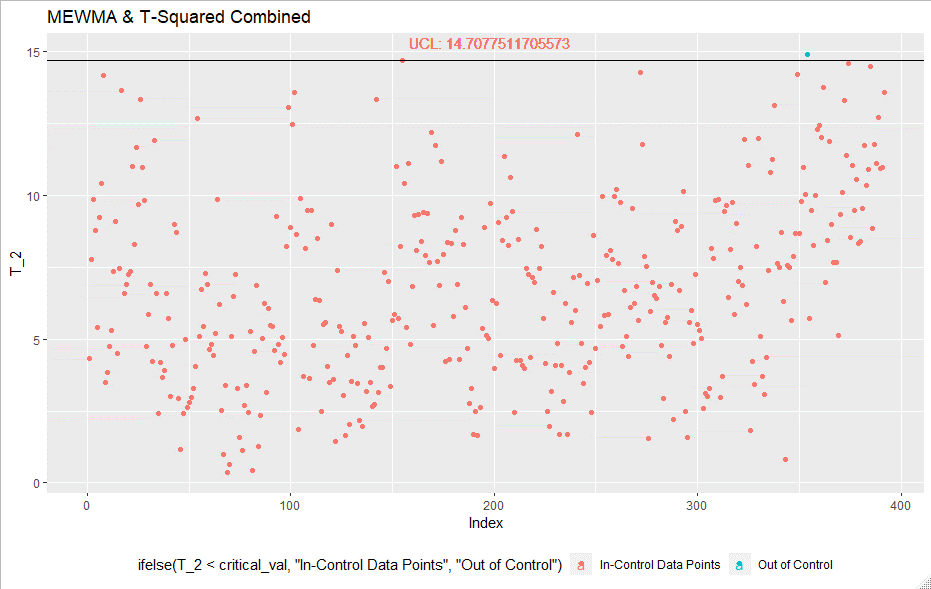 MEWMA & T-Squared Combined
UCL: 14.7077511705573
15
10
5
0
T_2
0 100 200 300 400
Index
ifelse(T_2 < critical_val, "In-Control Data Points", "Out of Control") a In-Control Data Points a Out of Control